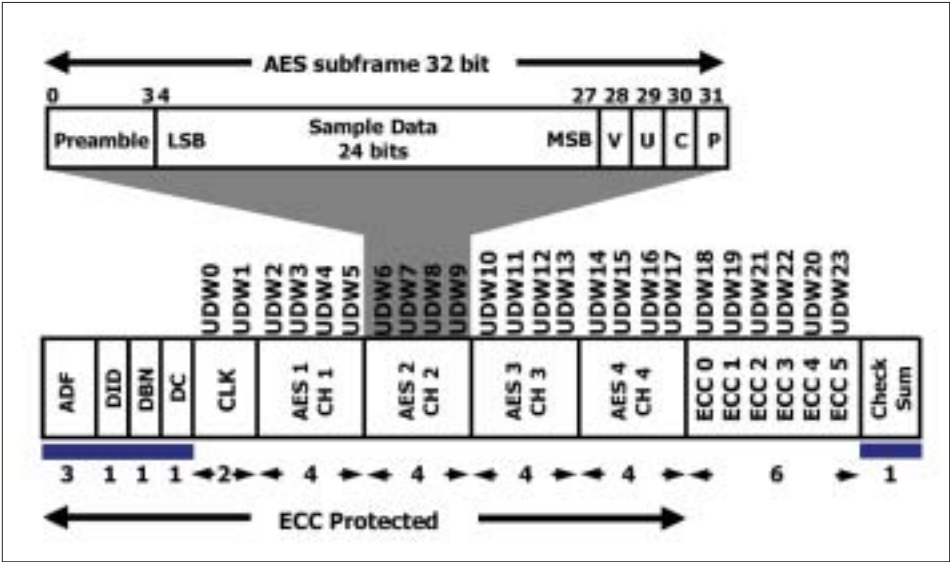 AES subframe 32 bit
0 3 4 27 28 29 30 31
Preamble LSB Sample Data 24 bits MSB V U C P
UDW0 UDW1 UDW2 UDW3 UDW4 UDW5 UDW6 UDW7 UDW8 UDW9 UDW10 UDW11 UDW12 UDW13 UDW14 UDW15 UDW16 UDW17 UDW18 UDW19 UDW21 UDW22 UDW20 UDW23
ADF DID DBN DC CLK AES 1 CH 1 AES 2 CH 2 AES 3 CH 3 AES 4 CH 4 ECC 0 ECC 1 ECC 2 ECC 3 ECC 4 ECC 5 Check Sum
3 1 1 1 2 4 4 4 4 6 1
ECC Protected